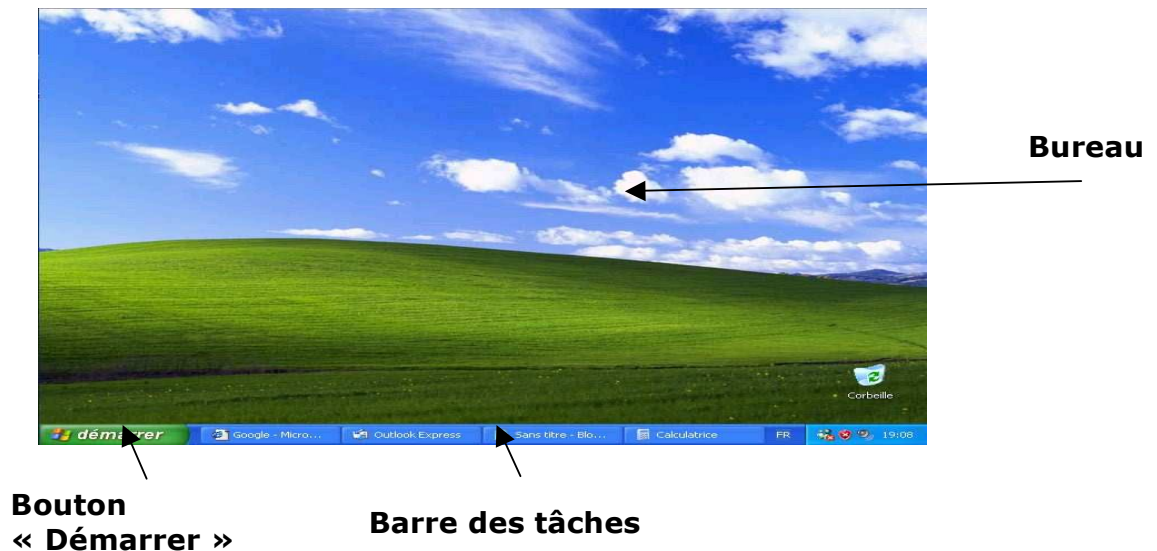 Bureau
Corbeille
démarrer Google - Micro... Outlook Express Sans titre - Blo... Calculatrice FR 19:08
Bouton
« Démarrer »
Barre des tâches